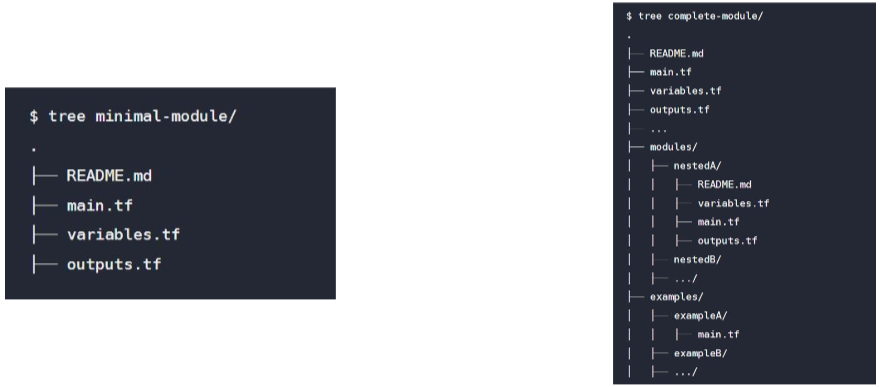 $ tree minimal-module/
.
├── README.md
├── main.tf
├── variables.tf
├── outputs.tf
$ tree complete-module/
.
├── README.md
├── main.tf
├── variables.tf
├── outputs.tf
├── ...
├── modules/
│   ├── nestedA/
│   │   ├── README.md
│   │   ├── variables.tf
│   │   ├── main.tf
│   │   ├── outputs.tf
│   ├── nestedB/
│   ├── .../
├── examples/
│   ├── exampleA/
│   │   ├── main.tf
│   ├── exampleB/
│   ├── .../